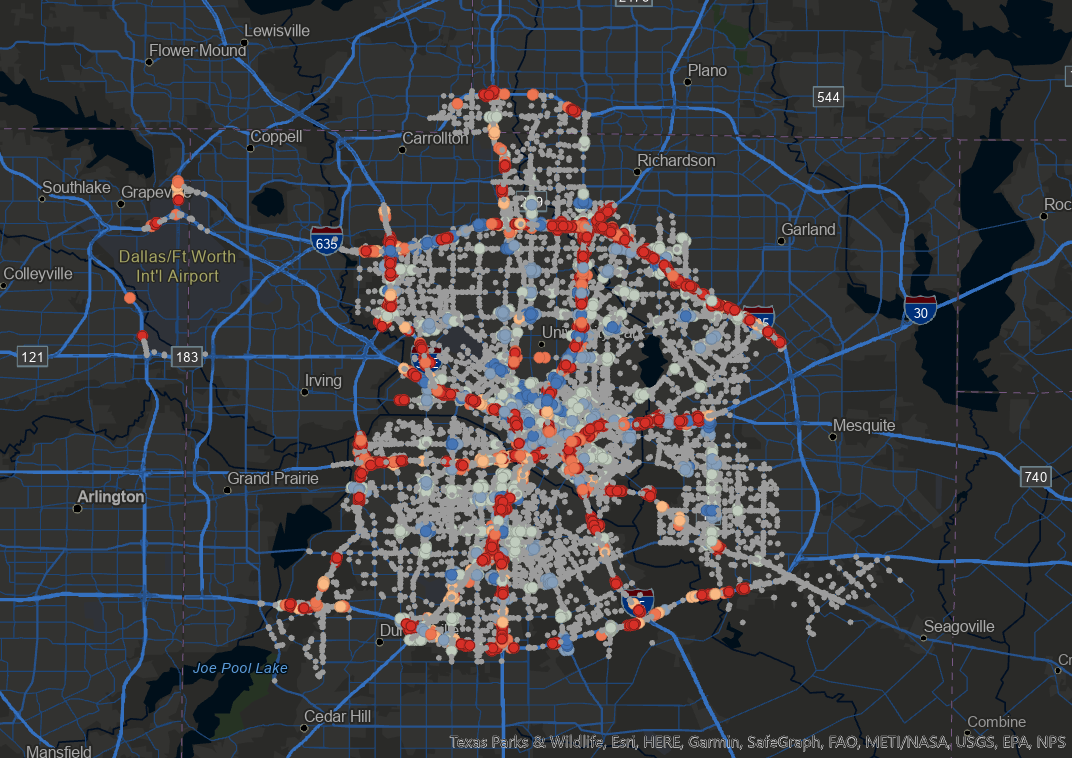 Lewisville
Flower Mound
Plano
544
Coppell
Carrollton
Richardson
Southlake
Grapevine
Roc
Garland
635
Dallas/Ft Worth
Int'l Airport
Colleyville
30
121
183
Irving
Mesquite
Grand Prairie
740
Arlington
Seagoville
Joe Pool Lake
Cedar Hill
Combine
Mansfield
Texas Parks & Wildlife, Esri, HERE, Garmin, SafeGraph, FAO, METI/NASA, USGS, EPA, NPS